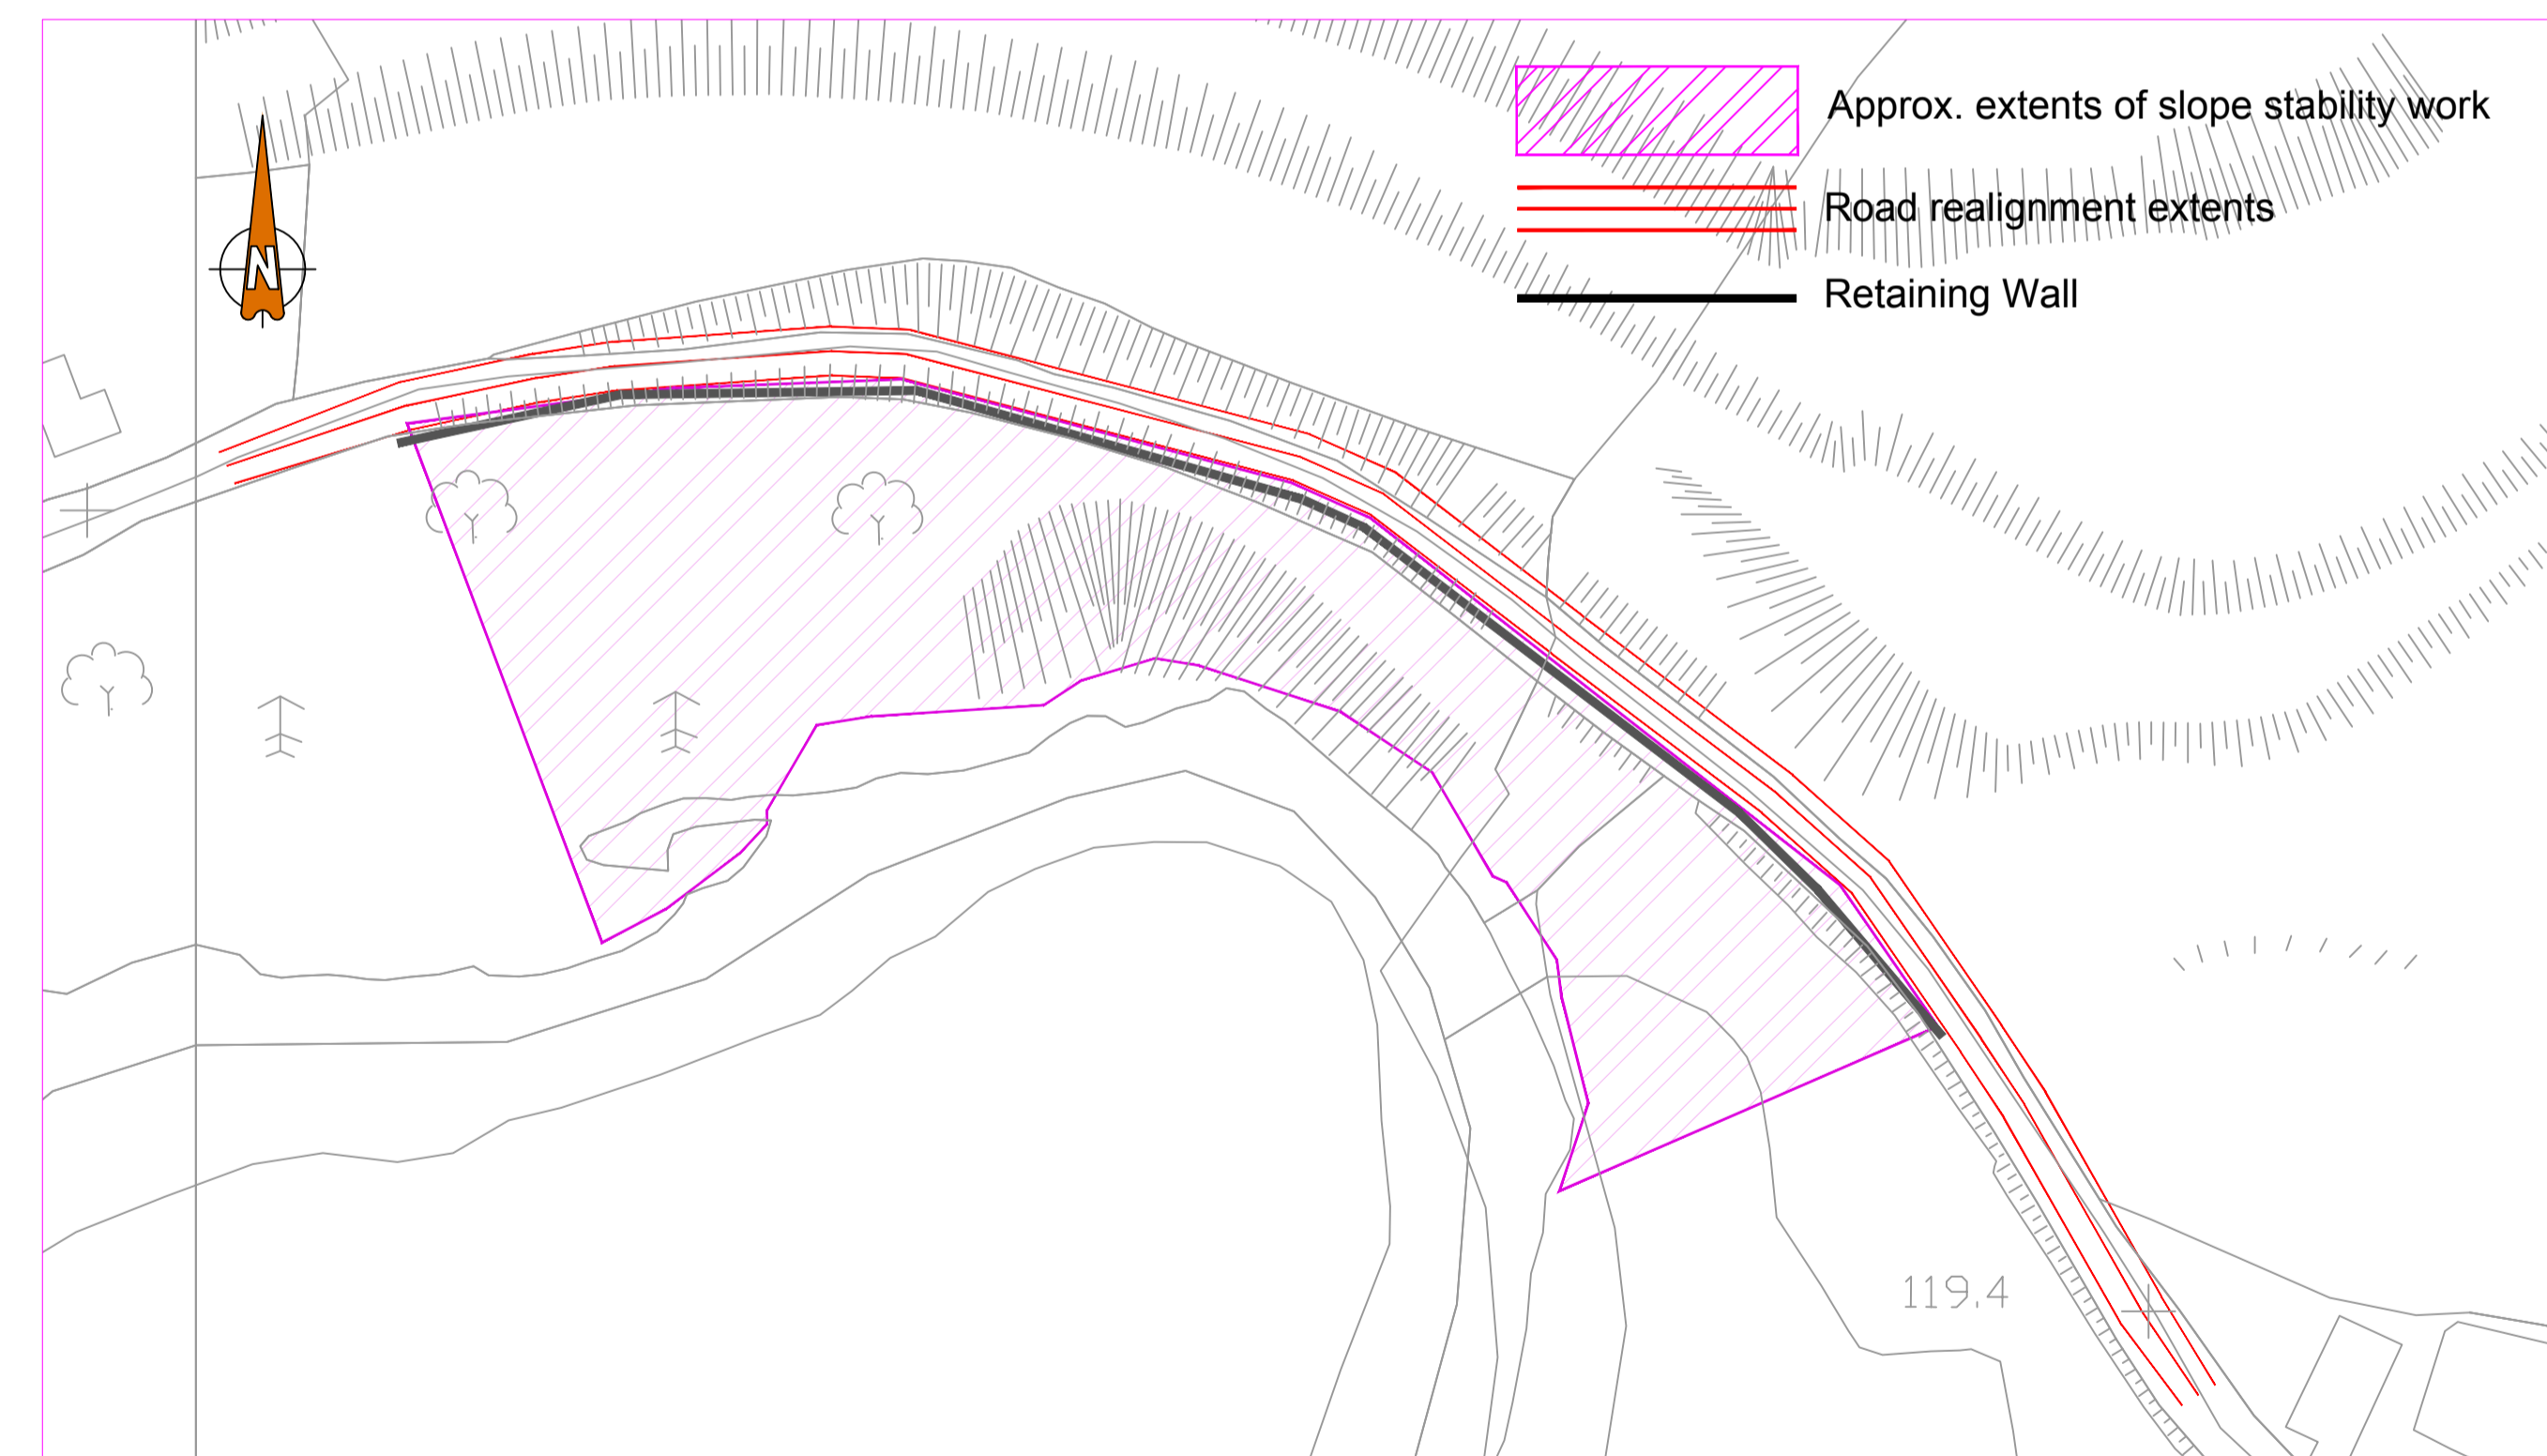 Approx. extents of slope stability work
Road realignment extents
Retaining Wall
N
119.4